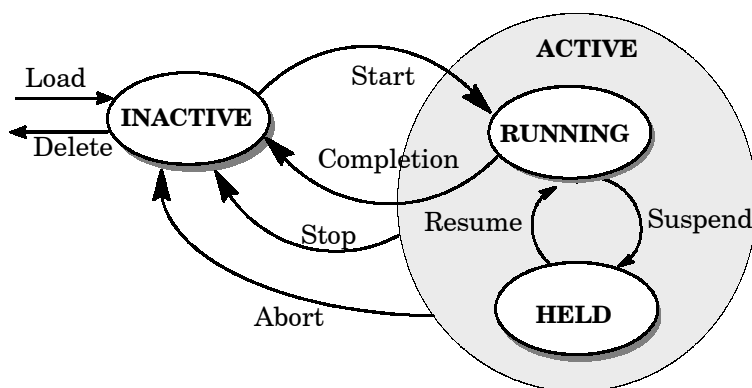 ACTIVE
Load
Start
INACTIVE
RUNNING
Delete
Completion
Resume
Suspend
Stop
Abort
HELD